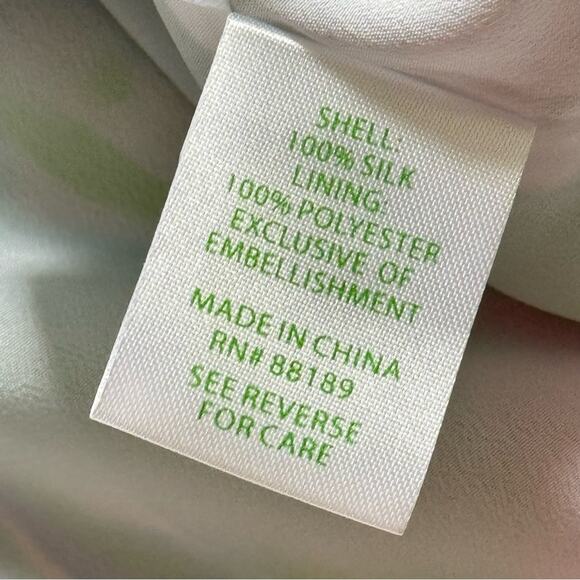 SHELL:
100% SILK
LINING:
100% POLYESTER
EXCLUSIVE OF
EMBELLISHMENT
MADE IN CHINA
RN# 88189
SEE REVERSE
FOR CARE